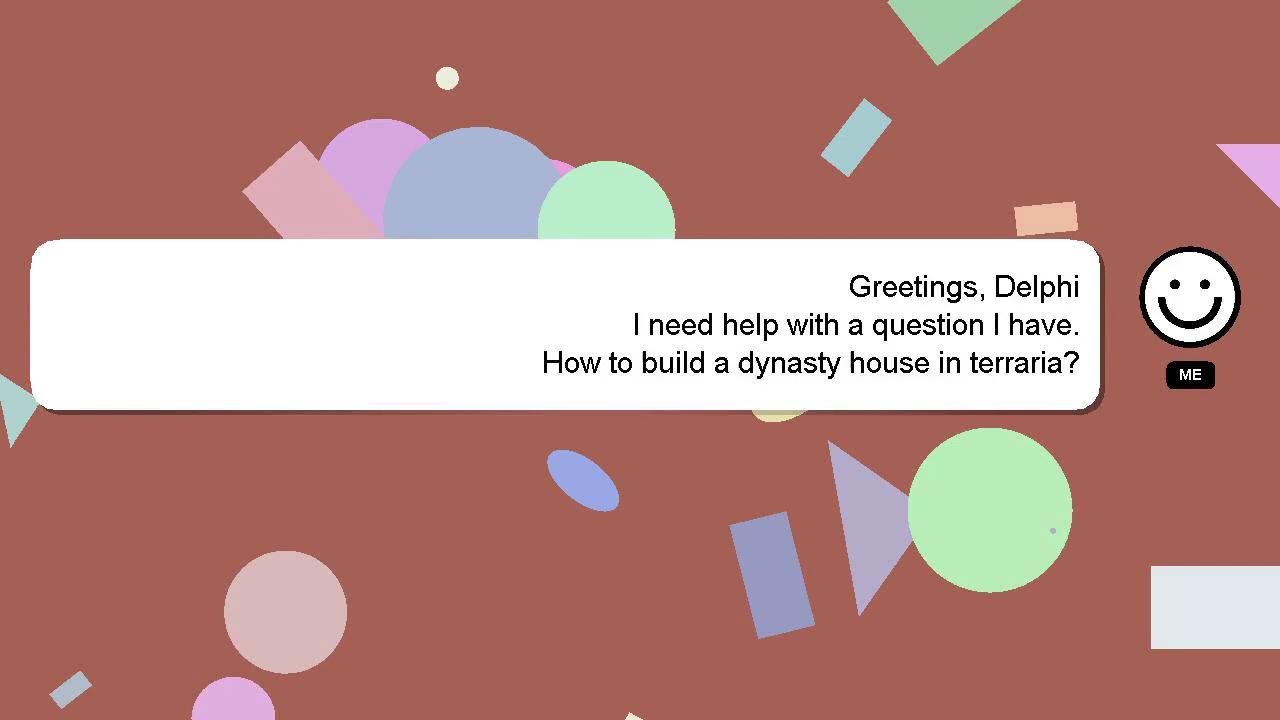 Greetings, Delphi
I need help with a question I have.
How to build a dynasty house in terraria?
ME